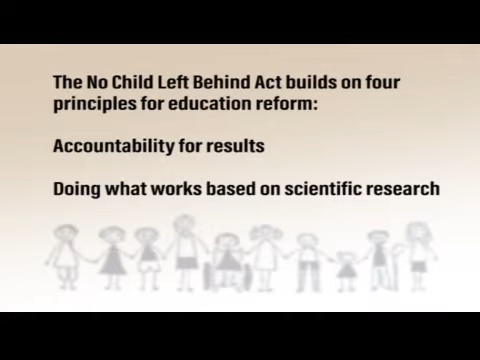 The No Child Left Behind Act builds on four
principles for education reform:
Accountability for results
Doing what works based on scientific research